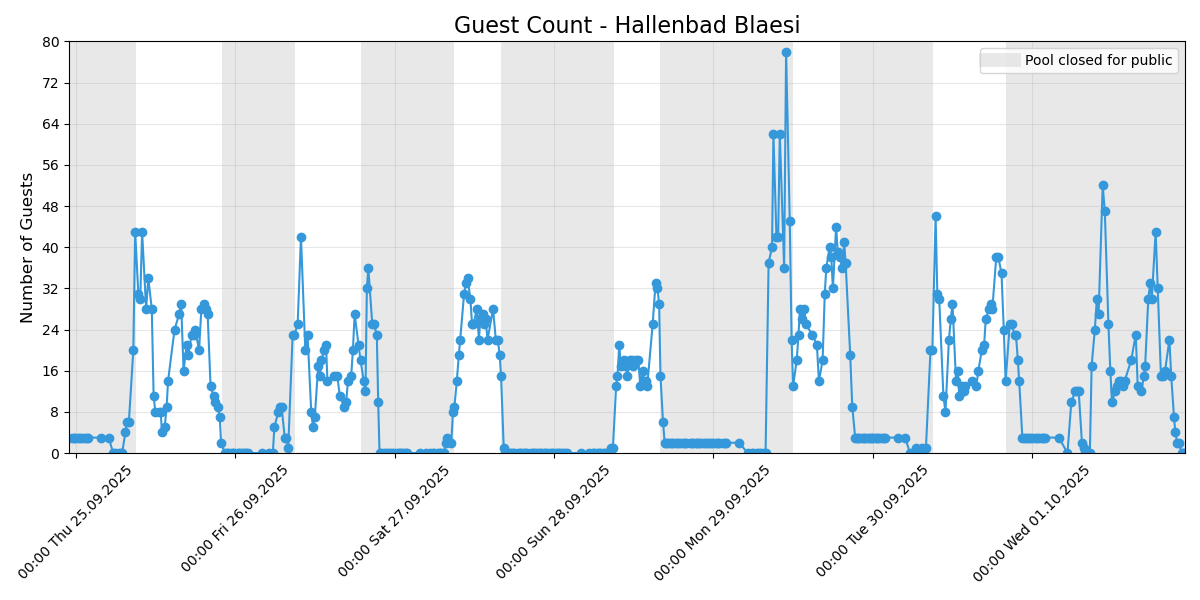 Guest Count - Hallenbad Blaesi
Pool closed for public
Number of Guests
80
72
64
56
48
40
32
24
16
8
0
00:00 Thu 25.09.2025
00:00 Fri 26.09.2025
00:00 Sat 27.09.2025
00:00 Sun 28.09.2025
00:00 Mon 29.09.2025
00:00 Tue 30.09.2025
00:00 Wed 01.10.2025